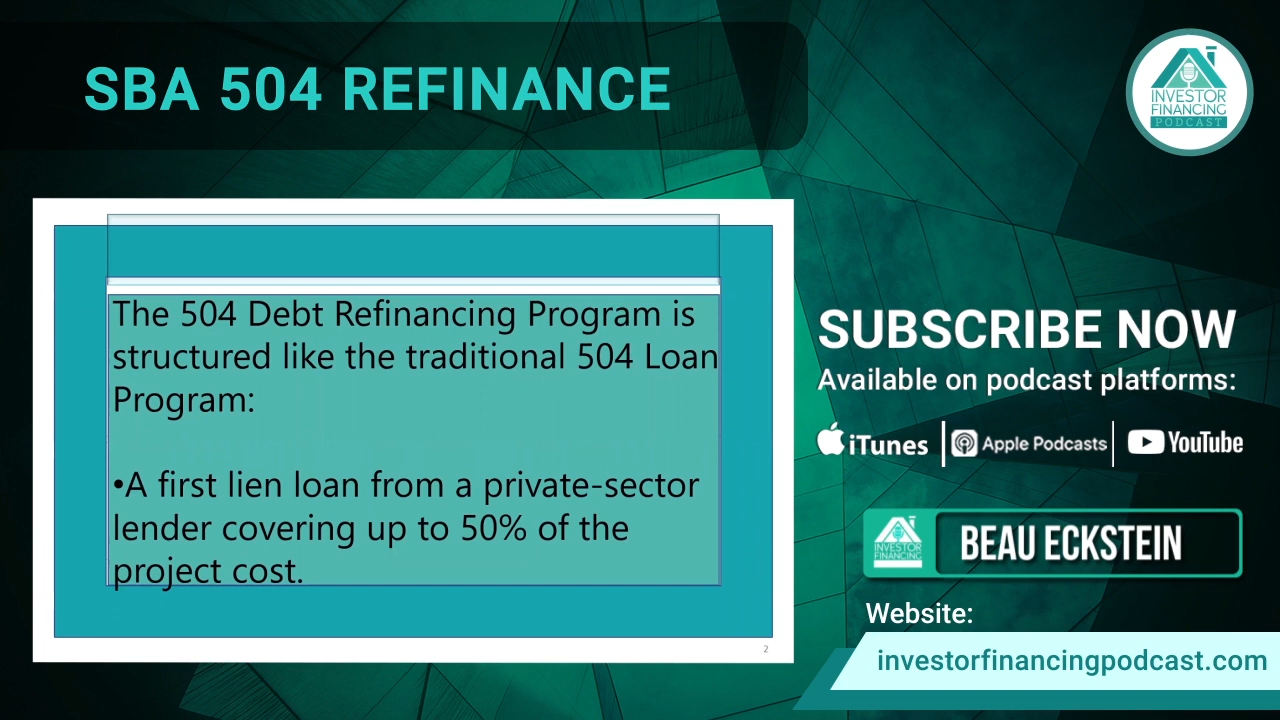 SBA 504 REFINANCE
INVESTOR
FINANCING
PODCAST
The 504 Debt Refinancing Program is
structured like the traditional 504 Loan
Program:
•A first lien loan from a private-sector
lender covering up to 50% of the
project cost.
2
SUBSCRIBE NOW
Available on podcast platforms:
iTunes
Apple Podcasts
YouTube
INVESTOR
FINANCING
BEAU ECKSTEIN
Website:
investorfinancingpodcast.com